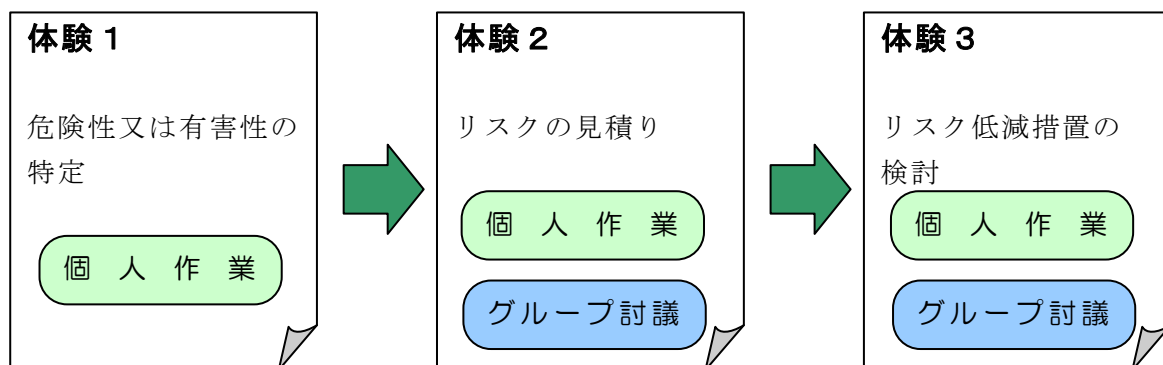 体験１
危険性又は有害性の
特定
個人作業
体験２
リスクの見積り
個人作業
グループ討議
体験３
リスク低減措置の
検討
個人作業
グループ討議